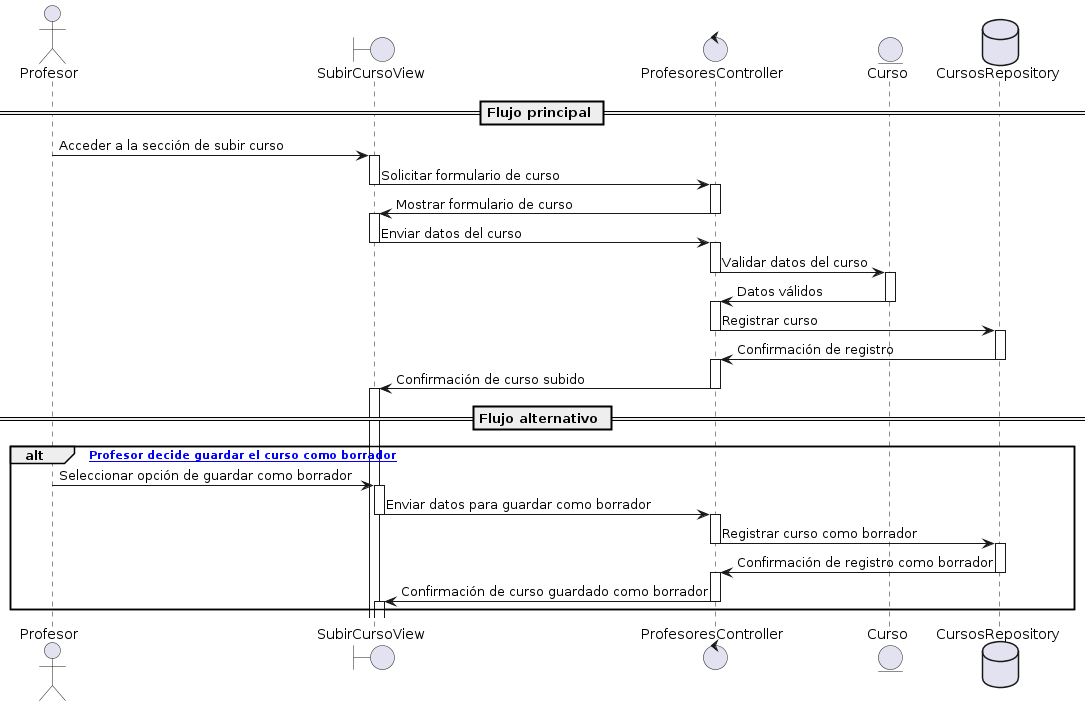 Profesor
SubirCursoView
ProfesoresController
Curso
CursosRepository
Flujo principal
Acceder a la sección de subir curso
Solicitar formulario de curso
Mostrar formulario de curso
Enviar datos del curso
Validar datos del curso
Datos válidos
Registrar curso
Confirmación de registro
Confirmación de curso subido
Flujo alternativo
alt
Profesor decide guardar el curso como borrador
Seleccionar opción de guardar como borrador
Enviar datos para guardar como borrador
Registrar curso como borrador
Confirmación de registro como borrador
Confirmación de curso guardado como borrador
Profesor
SubirCursoView
ProfesoresController
Curso
CursosRepository